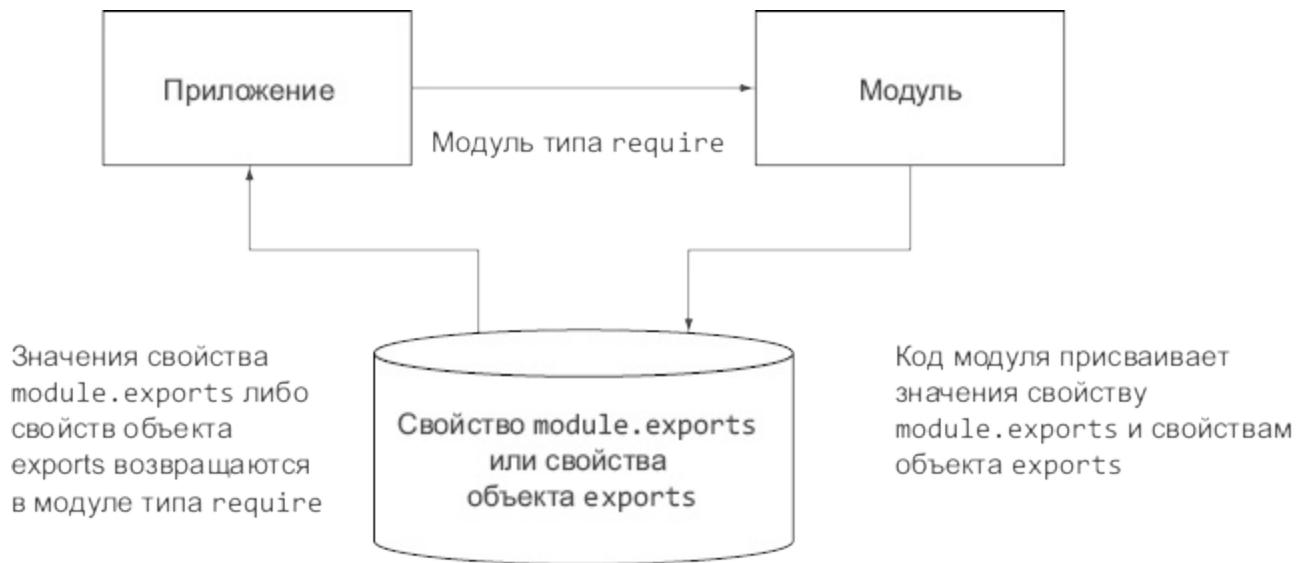 Приложение
Модуль
Модуль типа require
Значения свойства
module.exports либо
свойств объекта
exports возвращаются
в модуле типа require
Свойство module.exports
или свойства
объекта exports
Код модуля присваивает
значения свойству
module.exports и свойствам
объекта exports